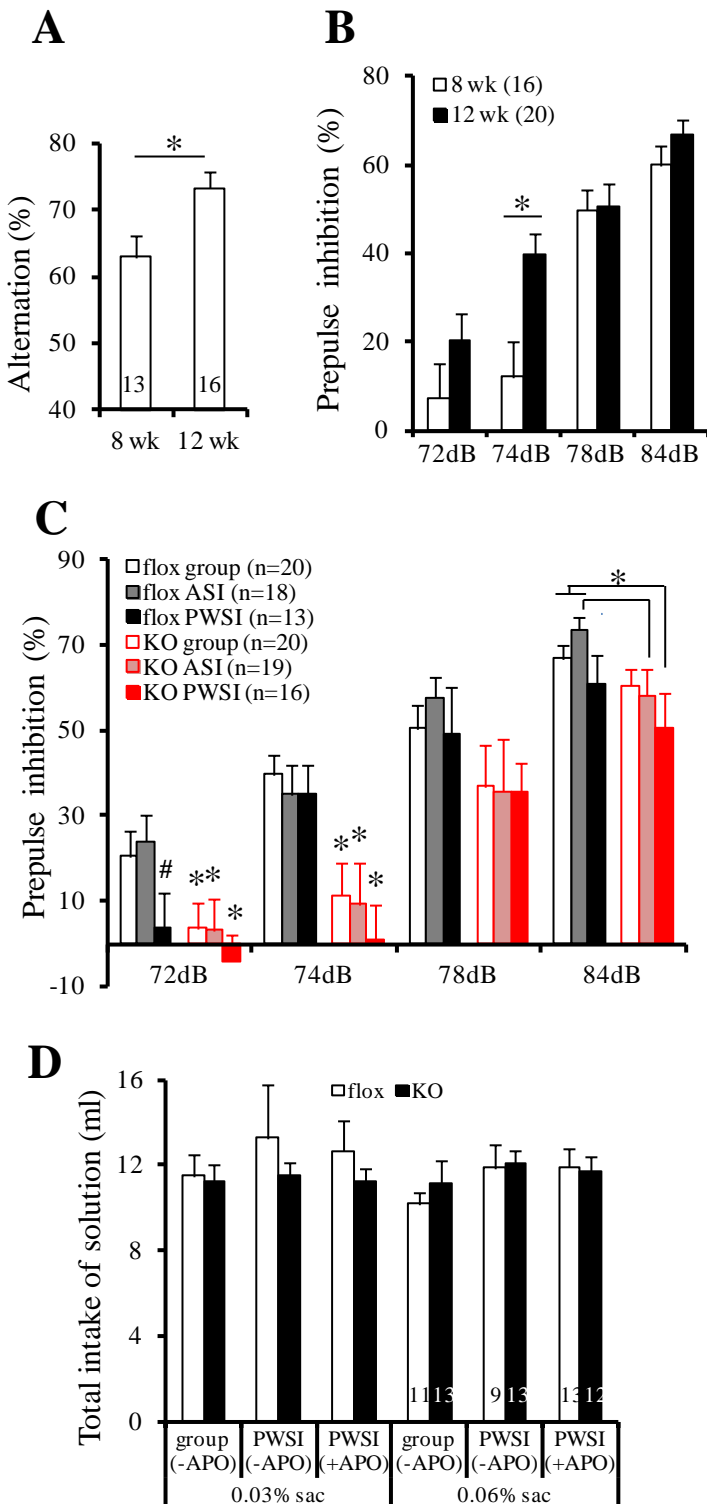 A
Alternation (%)
80
70
60
50
40
*
13
16
8 wk
12 wk
B
Prepulse inhibition (%)
80
60
40
20
0
8 wk (16)
12 wk (20)
*
72dB
74dB
78dB
84dB
C
Prepulse inhibition (%)
90
70
50
30
10
-10
flox group (n=20)
flox ASI (n=18)
flox PWSI (n=13)
KO group (n=20)
KO ASI (n=19)
KO PWSI (n=16)
#
* * *
* * *
*
72dB
74dB
78dB
84dB
D
Total intake of solution (ml)
16
12
8
4
0
flox
KO
11 13 9 13 13 12
group (-APO)
PWSI (-APO)
PWSI (+APO)
group (-APO)
PWSI (-APO)
PWSI (+APO)
0.03% sac
0.06% sac